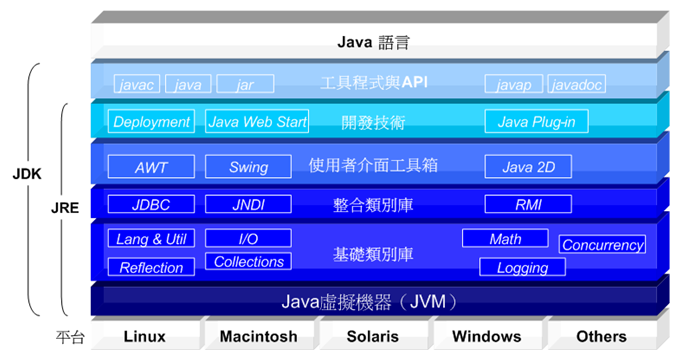 Java 語言
javac java jar 工具程式與API javap javadoc
Deployment Java Web Start 開發技術 Java Plug-in
AWT Swing 使用者介面工具箱 Java 2D
JDK
JRE
JDBC JNDI 整合類別庫 RMI
Lang & Util I/O Math Concurrency
基礎類別庫
Reflection Collections Logging
Java虛擬機器（JVM）
平台 Linux Macintosh Solaris Windows Others